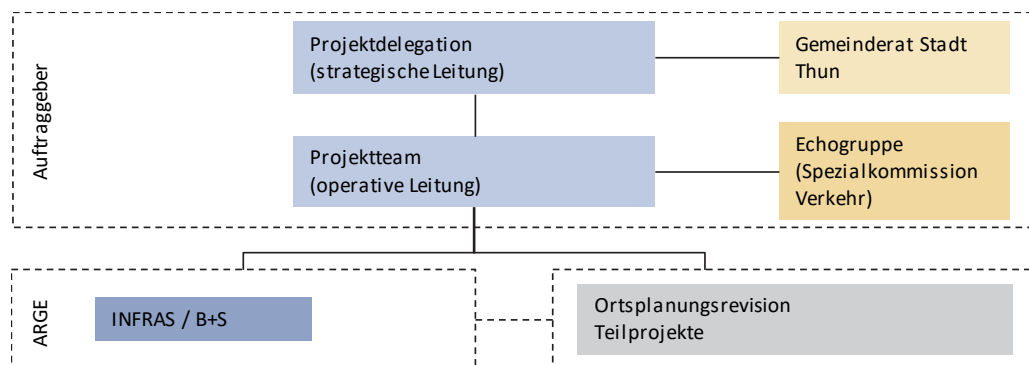 Auftraggeber
Projektdelegation
(strategische Leitung)
Gemeinderat Stadt
Thun
Projektteam
(operative Leitung)
Echogruppe
(Spezialkommission
Verkehr)
ARGE
INFRAS / B+S
Ortsplanungsrevision
Teilprojekte